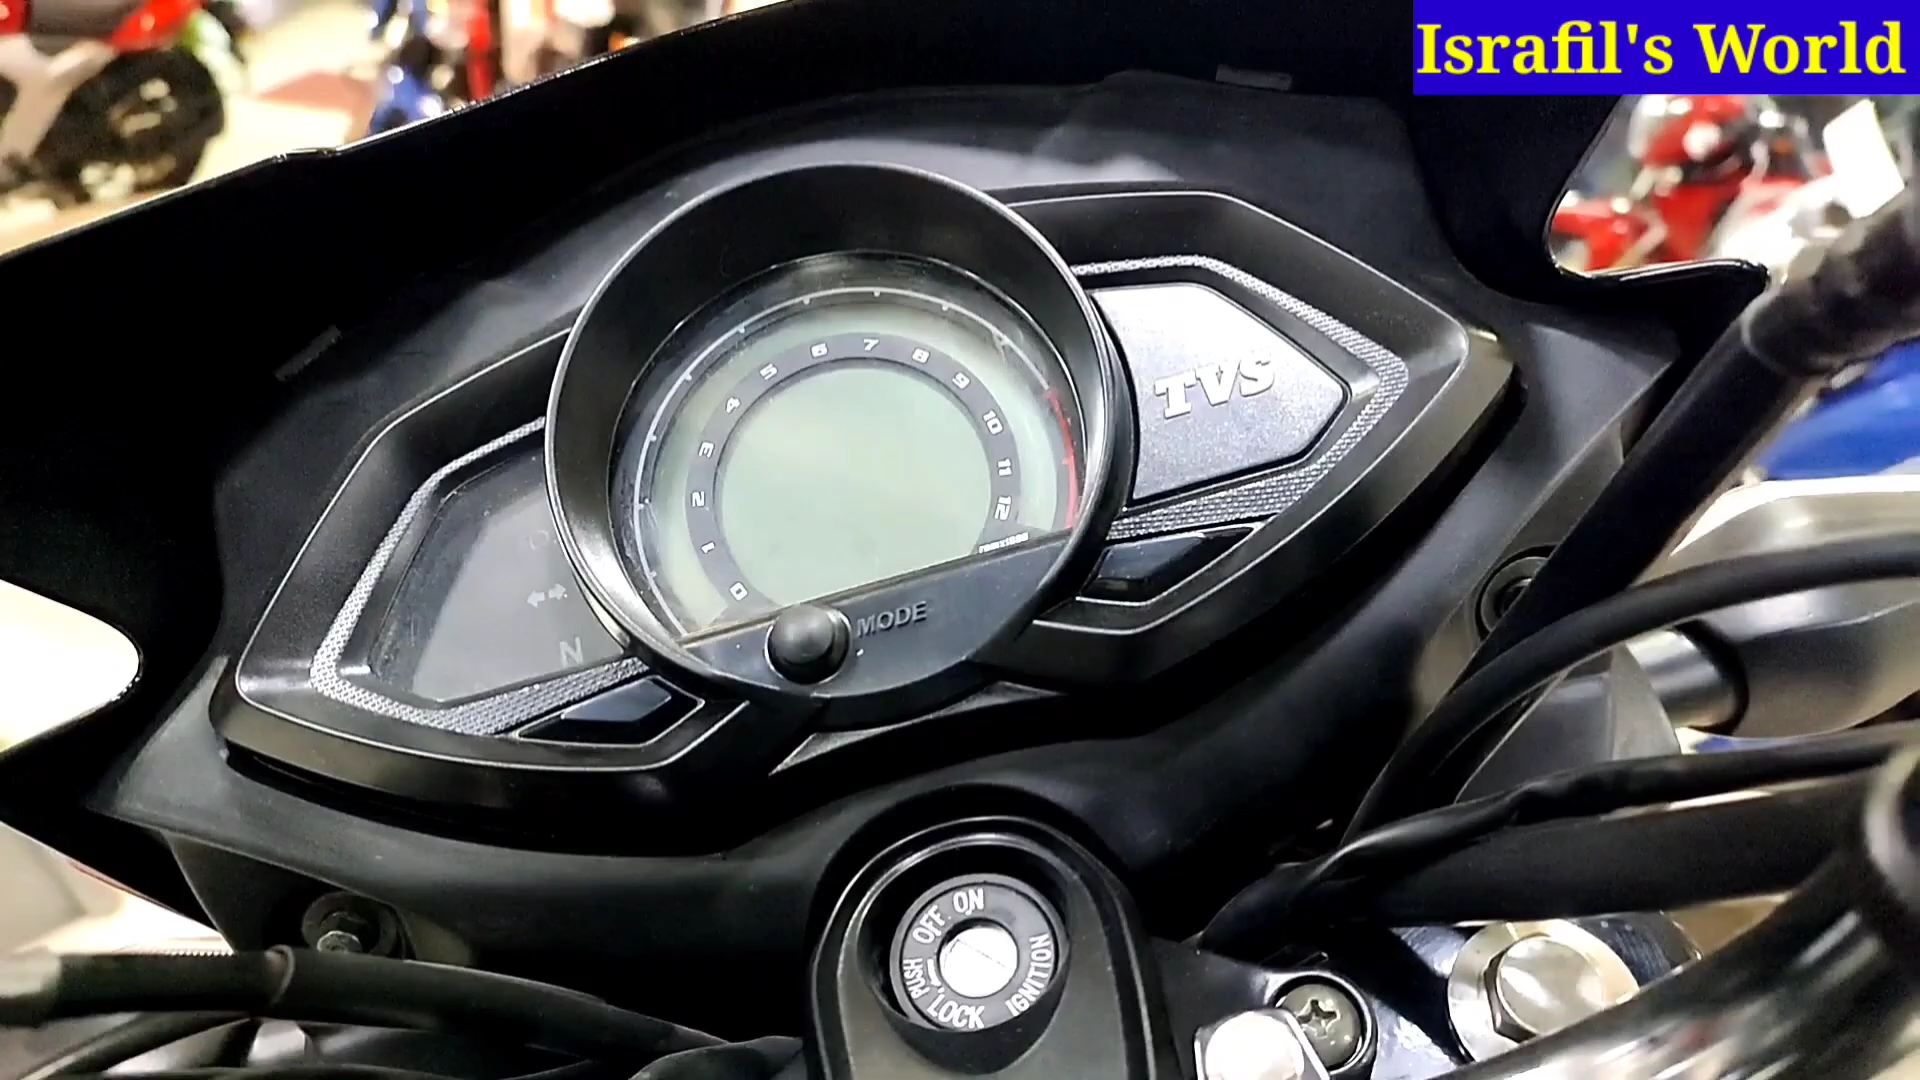 Israfil's World
TVS
0 1 2 3 4 5 6 7 8 9 10 11 12
MODE
N
OFF ON
PUSH
LOCK
IGNITION